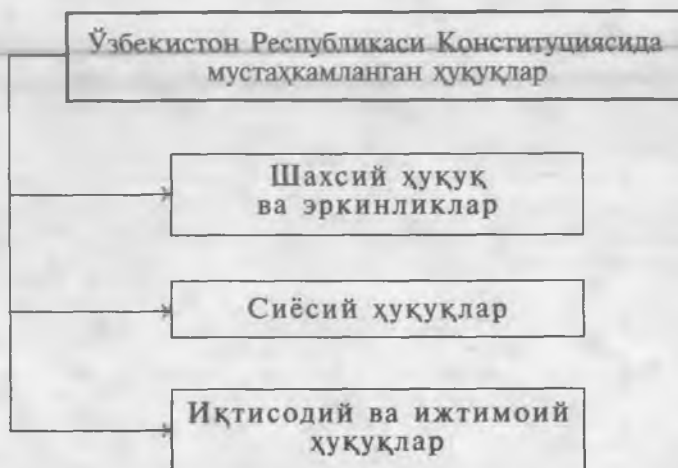 Ўзбекистон Республикаси Конституциясида
мустаҳкамланган ҳуқуқлар
Шахсий ҳуқуқ
ва эркинликлар
Сиёсий ҳуқуқлар
Иқтисодий ва ижтимоий
ҳуқуқлар